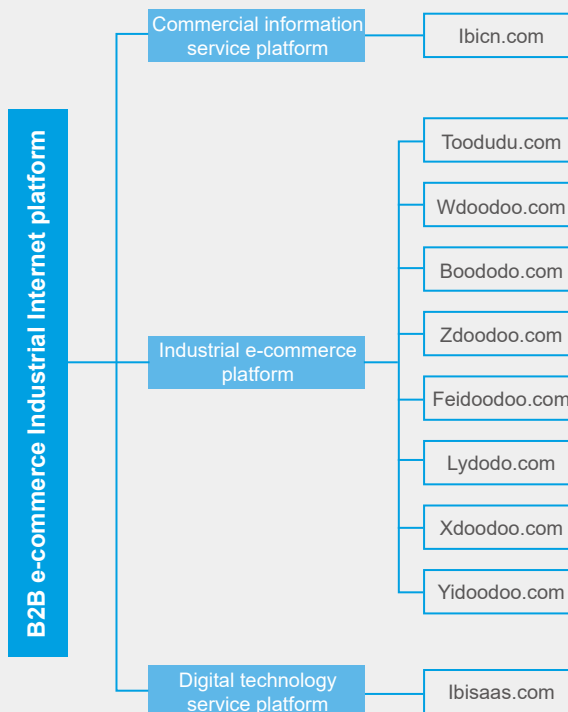 B2B e-commerce Industrial Internet platform
Commercial information
service platform
Ibicn.com
Industrial e-commerce
platform
Toodudu.com
Wdoodoo.com
Boododo.com
Zdoodoo.com
Feidoodoo.com
Lydodo.com
Xdoodoo.com
Yidoodoo.com
Digital technology
service platform
Ibisaas.com